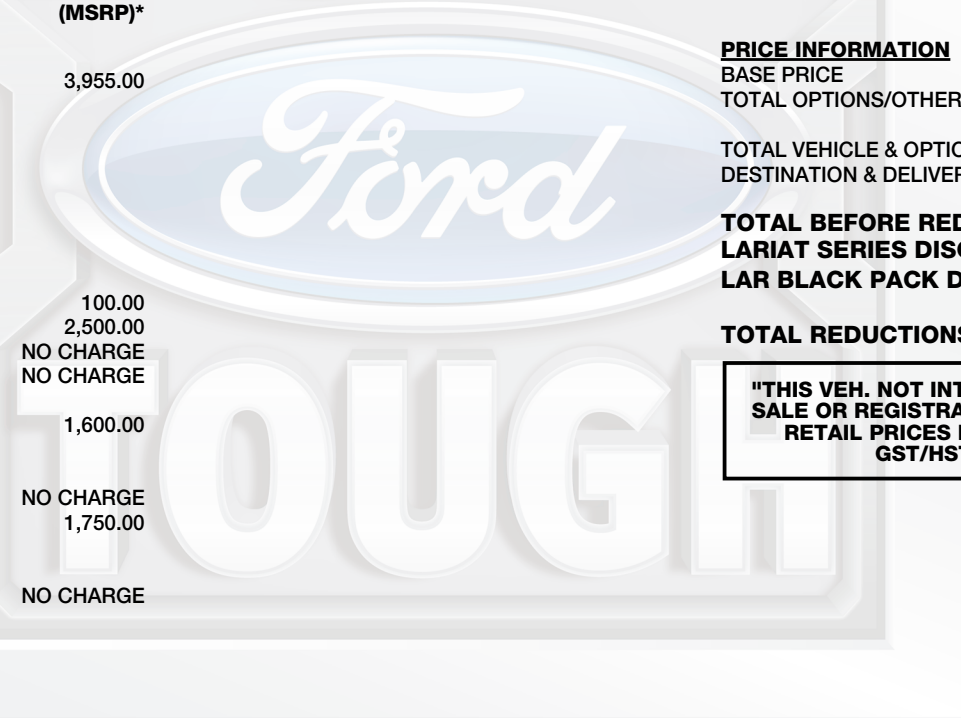 (MSRP)*
3,955.00
100.00
2,500.00
NO CHARGE
NO CHARGE
1,600.00
NO CHARGE
1,750.00
NO CHARGE
Ford
TOUGH
PRICE INFORMATION
BASE PRICE
TOTAL OPTIONS/OTHER
TOTAL VEHICLE & OPTIO
DESTINATION & DELIVER
TOTAL BEFORE RED
LARIAT SERIES DISC
LAR BLACK PACK D
TOTAL REDUCTIONS
"THIS VEH. NOT INT
SALE OR REGISTRA
RETAIL PRICES
GST/HST